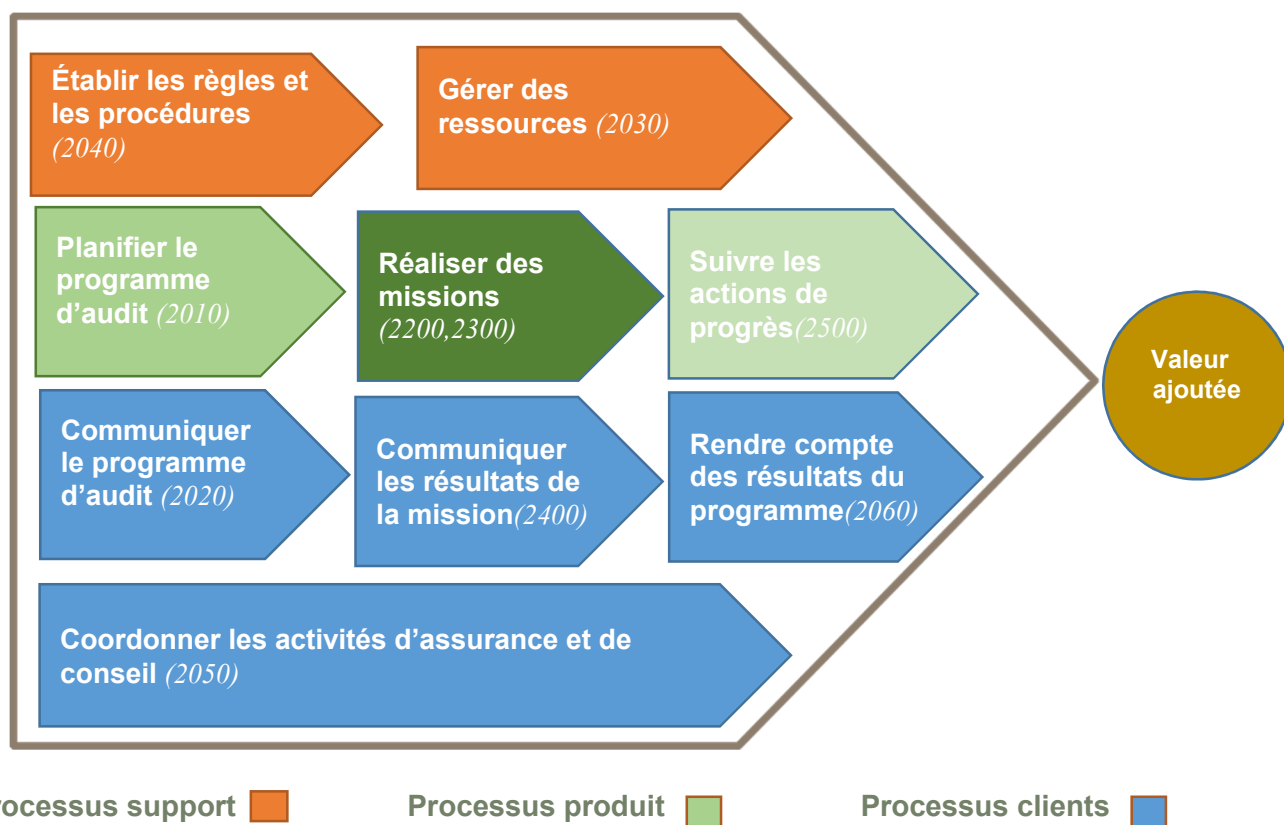 Établir les règles et
les procédures
(2040)
Gérer des
ressources (2030)
Planifier le
programme
d’audit (2010)
Réaliser des
missions
(2200,2300)
Suivre les
actions de
progrès(2500)
Valeur
ajoutée
Communiquer
le programme
d’audit (2020)
Communiquer
les résultats de
la mission(2400)
Rendre compte
des résultats du
programme(2060)
Coordonner les activités d’assurance et de
conseil (2050)
rocessus support
Processus produit
Processus clients